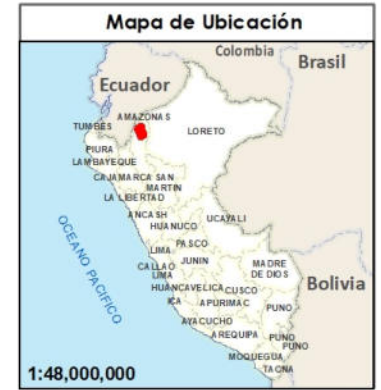 Mapa de Ubicación
Colombia
Brasil
Ecuador
AMAZONAS
TUMBES
LORETO
PIURA
LAMBAYEQUE
CAJAMARCA SAN
MARTIN
LA LIBERTAD
ANCASH
UCAYALI
HUANUCO
OCEANO PACIFICO
LIMA
PASCO
CALLAO
JUNIN
MADRE
DE DIOS
LIMA
Bolivia
HUANCAVELICA
CUSCO
ICA
APURIMAC
PUNO
AYACUCHO
AREQUIPA
PUNO
PUNO
MOQUEGUA
TACNA
1:48,000,000